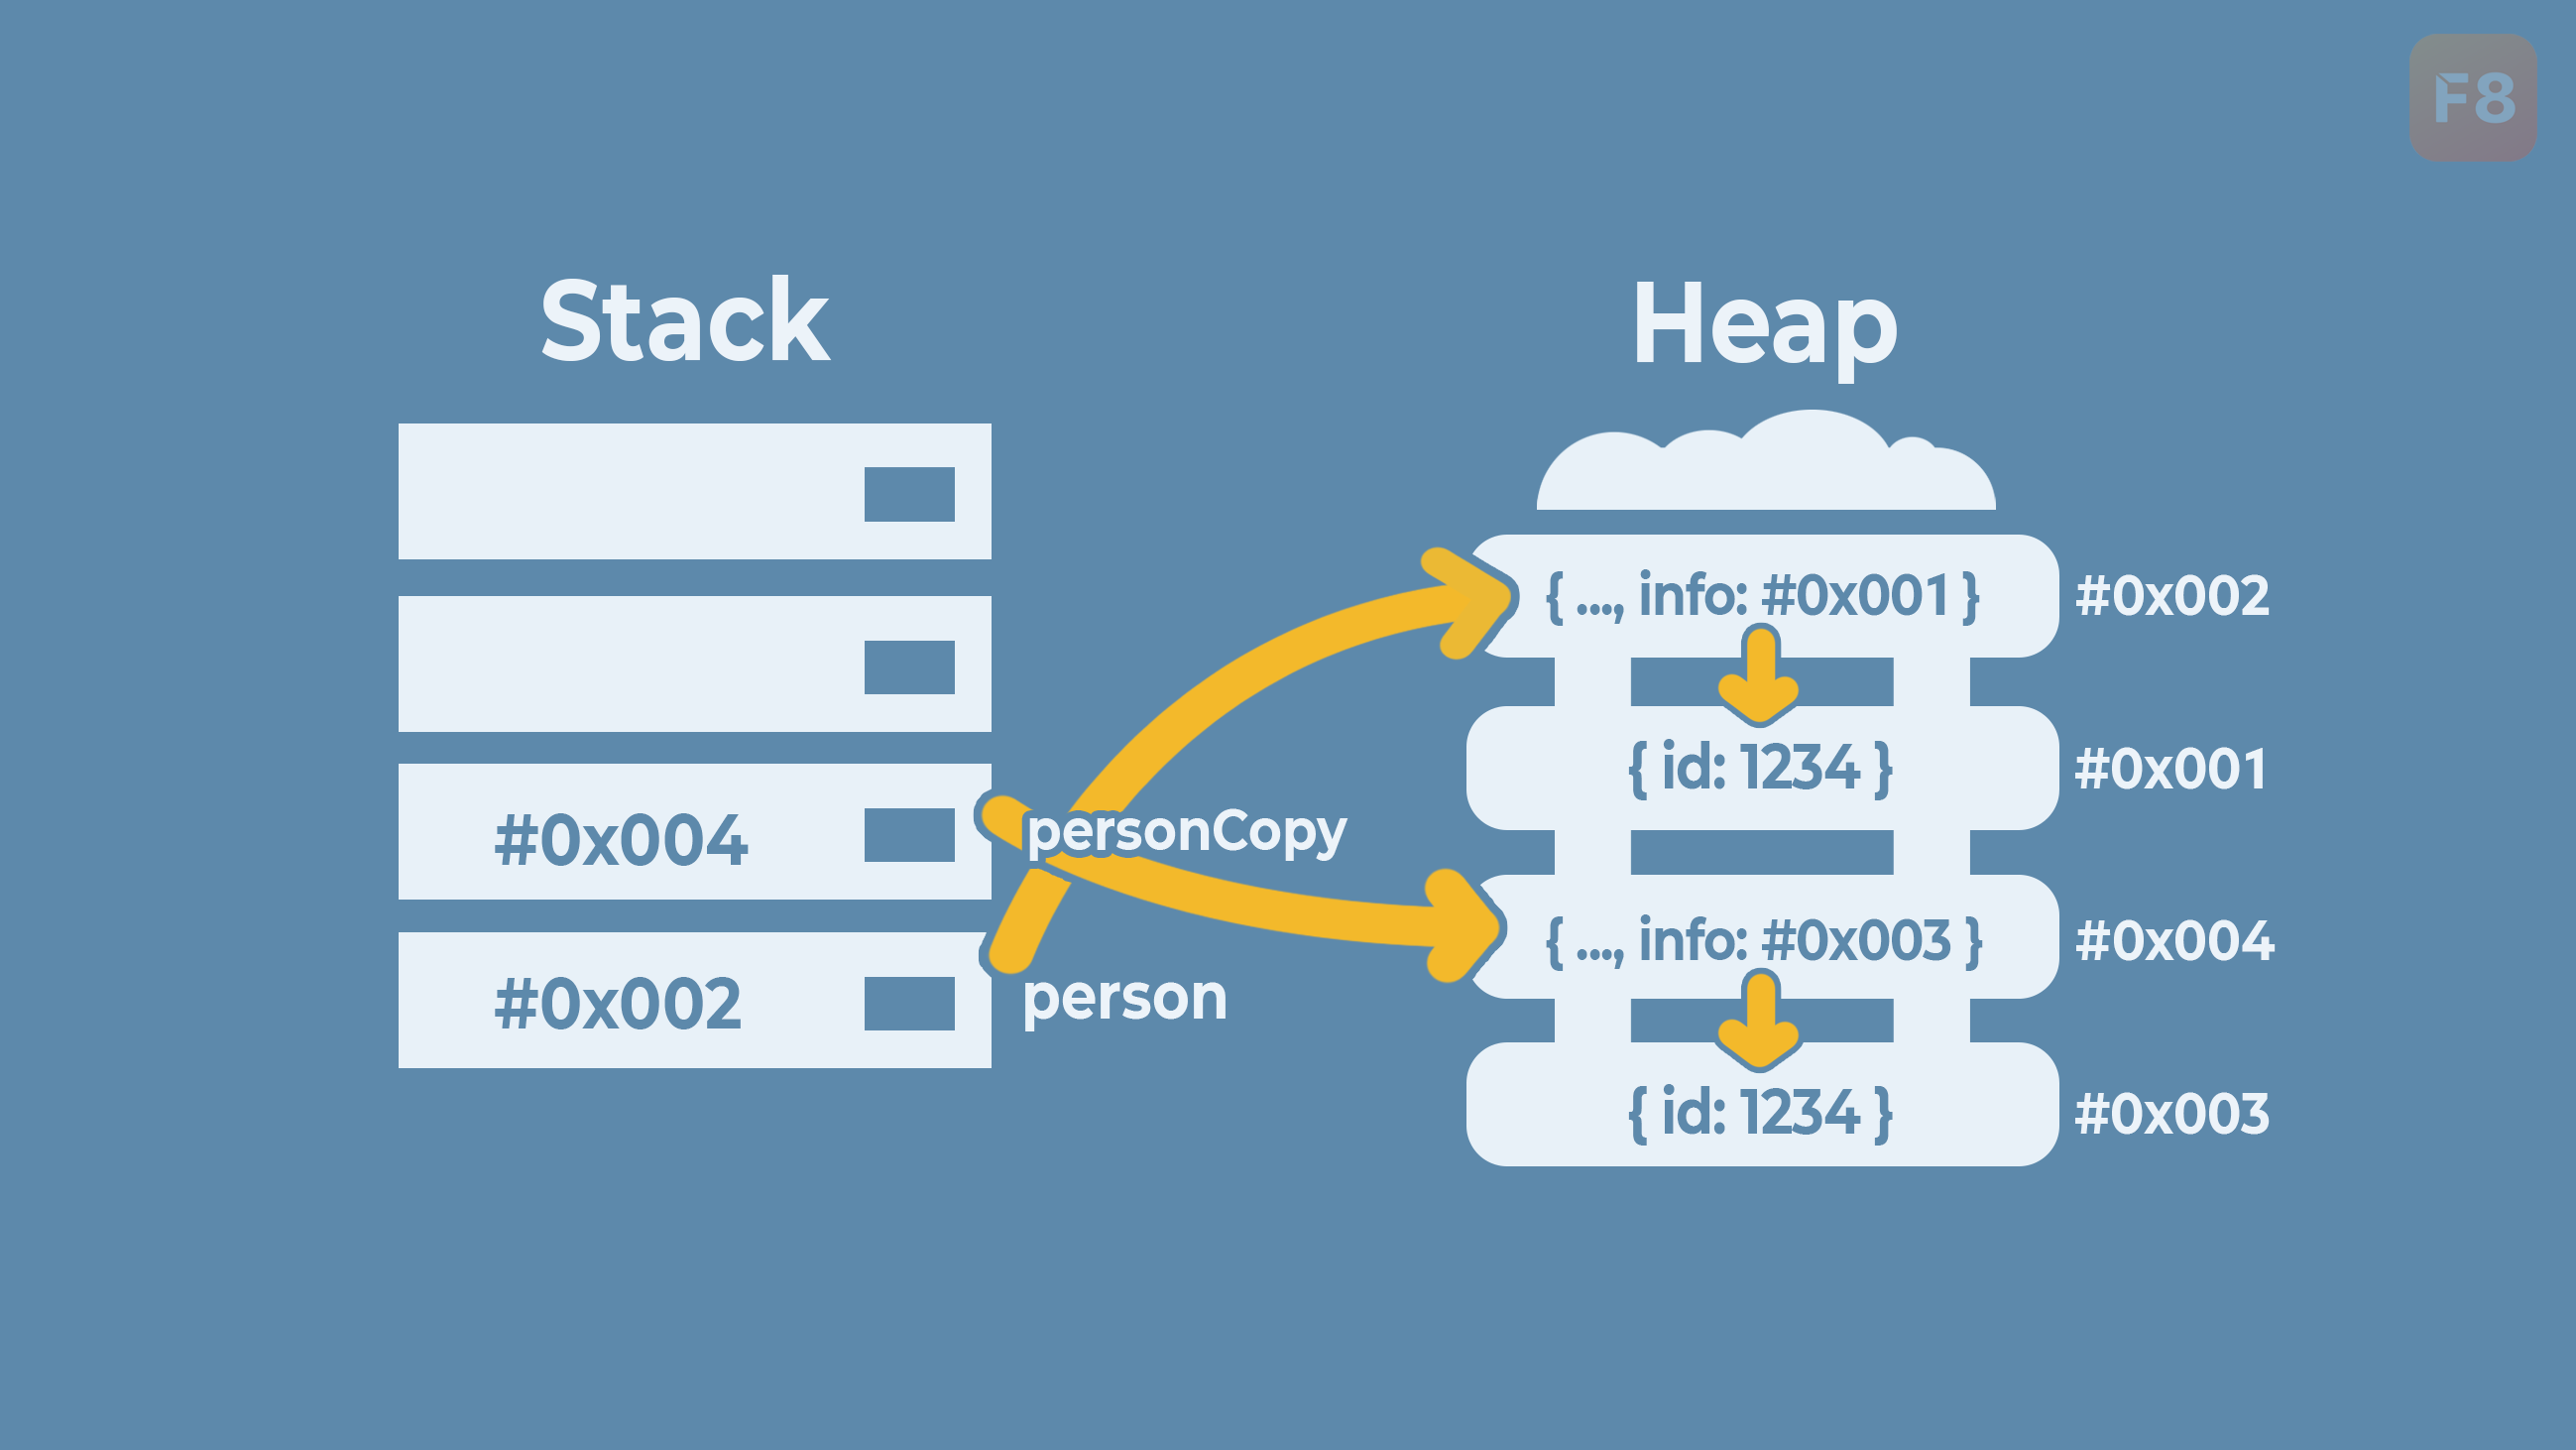 F8
Stack
Heap
{ ..., info: #0x001 }
#0x002
{ id: 1234 }
#0x001
#0x004
personCopy
{ ..., info: #0x003 }
#0x004
#0x002
person
{ id: 1234 }
#0x003